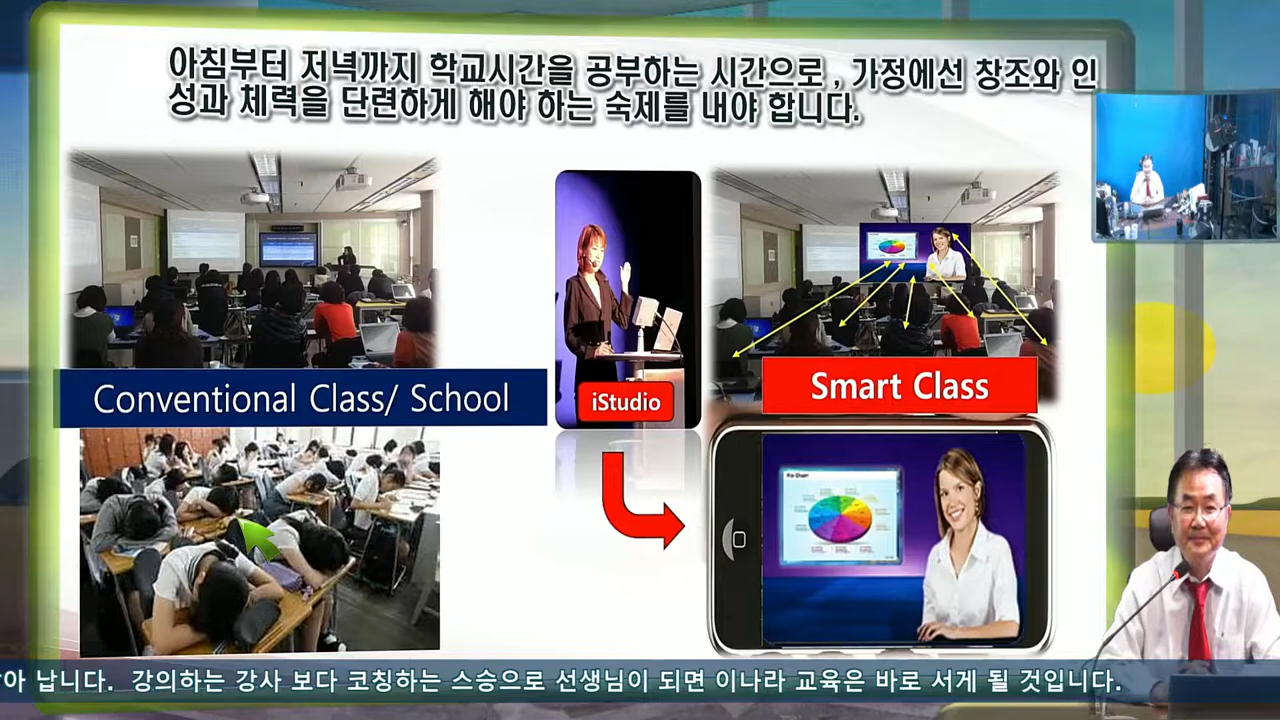 아침부터 저녁까지 학교시간을 공부하는 시간으로, 가정에선 창조와 인
성과 체력을 단련하게 해야 하는 숙제를 내야 합니다.
iStudio
Smart Class
Conventional Class/ School
Pie Chart
납니다. 강의하는 강사 보다 코칭하는 스승으로 선생님이 되면 이나라 교육은 바로 서게 될 것입니다.